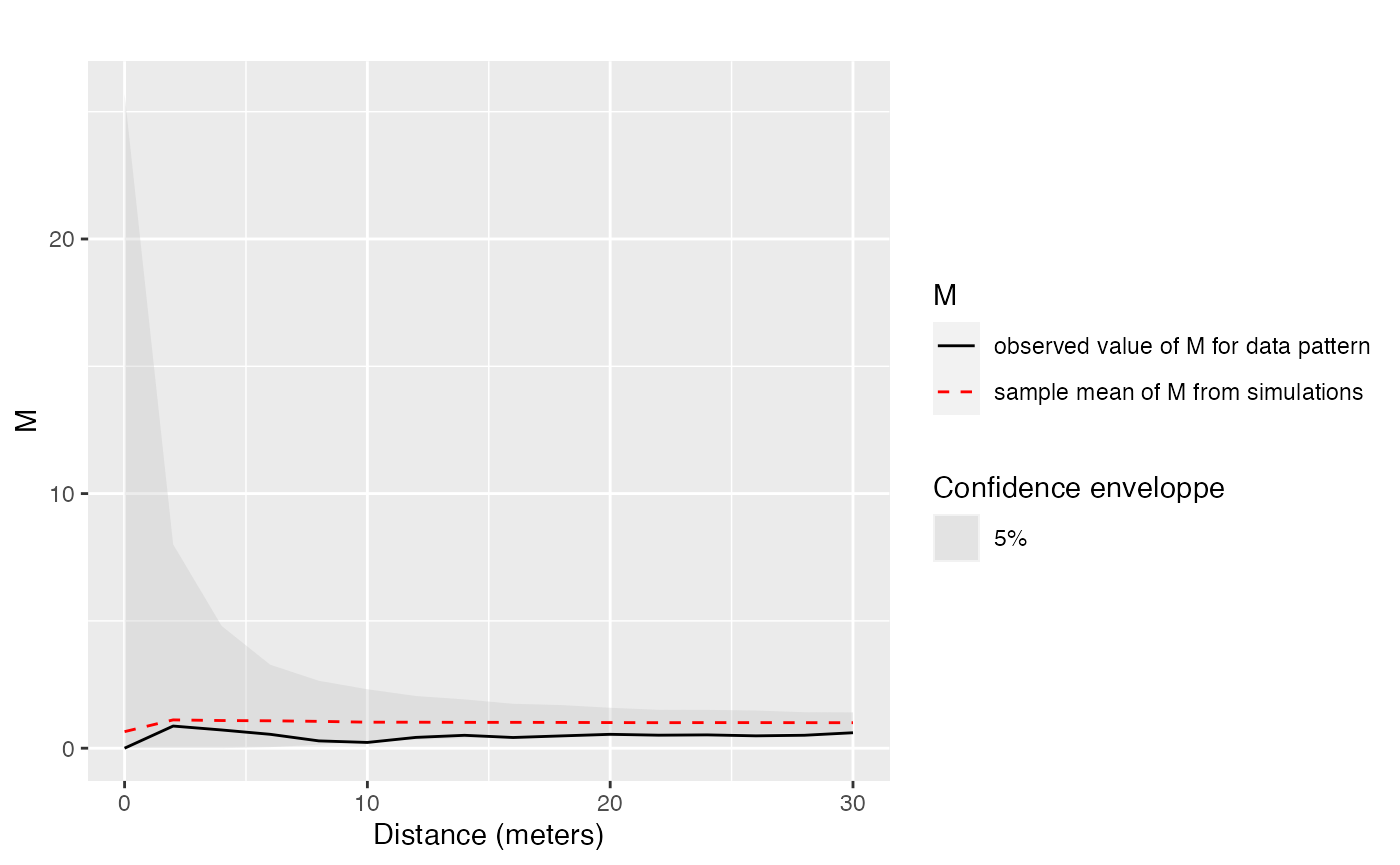 20
10
0
M
0
10
20
30
Distance (meters)
M
observed value of M for data pattern
sample mean of M from simulations
Confidence enveloppe
5%